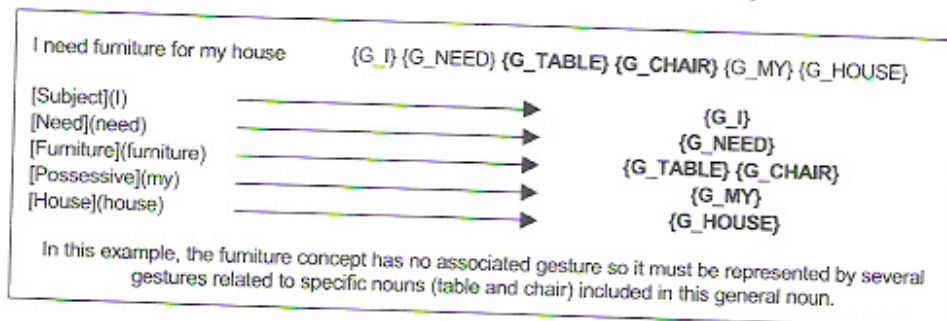 I need furniture for my house {G_I} {G_NEED} {G_TABLE} {G_CHAIR} {G_MY} {G_HOUSE}
[Subject](I) {G_I}
[Need](need) {G_NEED}
[Furniture](furniture) {G_TABLE} {G_CHAIR}
[Possessive](my) {G_MY}
[House](house) {G_HOUSE}
In this example, the furniture concept has no associated gesture so it must be represented by several
gestures related to specific nouns (table and chair) included in this general noun.